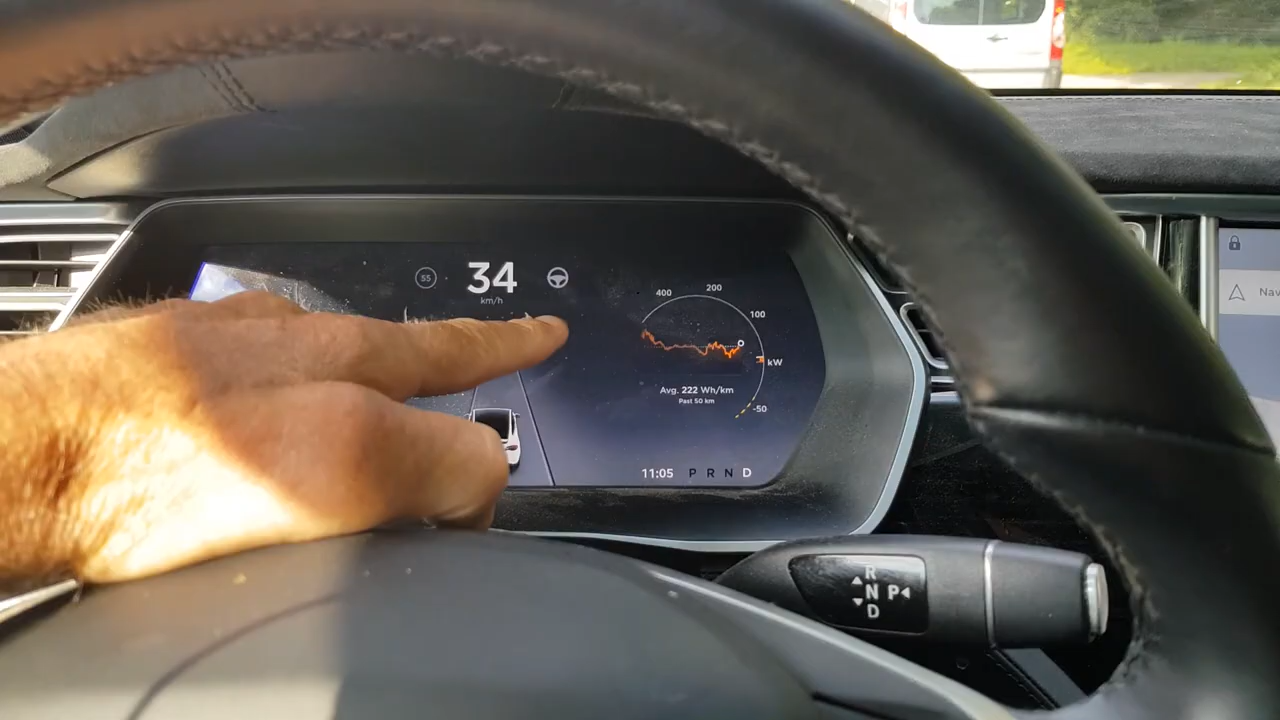 55
34
km/h
400
200
100
kW
-50
Avg. 222 Wh/km
Past 50 km
11:05 P R N D
R
N P
D
Nav